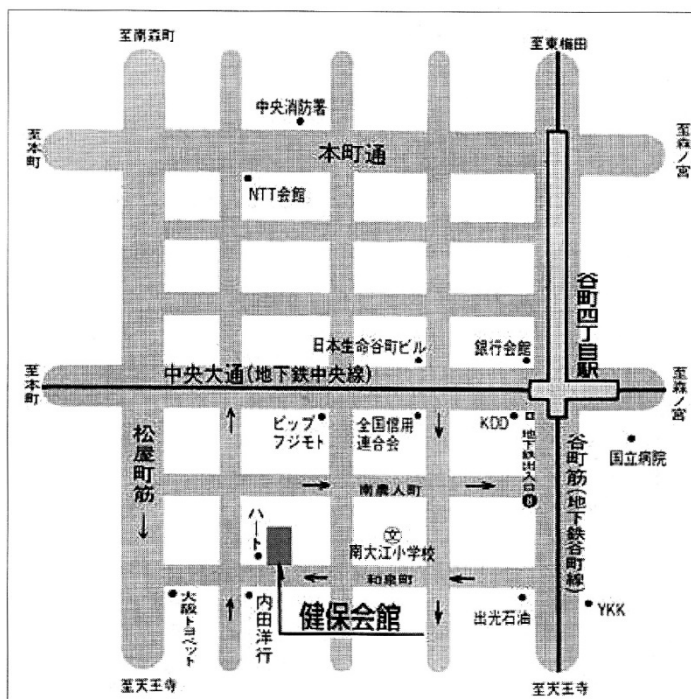 至南森町
至東梅田
中央消防署
至本町
本町通
至森ノ宮
NTT会館
谷町四丁目駅
日本生命谷町ビル
銀行会館
至本町
中央大通(地下鉄中央線)
至森ノ宮
ピップ
フジモト
全国信用
連合会
KDD
地下鉄出入口
国立病院
松屋町筋
谷町筋(地下鉄谷町線)
南農人町
ハート
文
南大江小学校
和泉町
大阪トヨペット
内田洋行
健保会館
出光石油
YKK
至天王寺
至天王寺